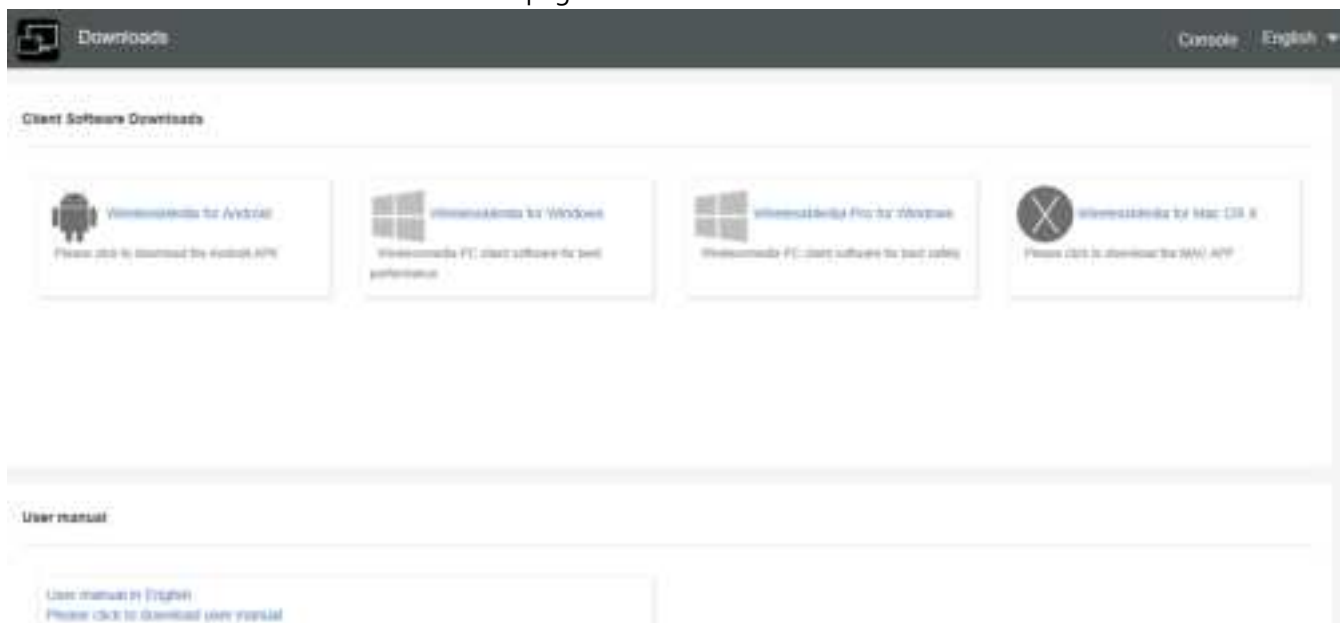 Downloads
Console English
Client Software Downloads
WirelessMedia for Android
Please click to download the Android APK
WirelessMedia for Windows
Wirelessmedia PC client software for best
performance
WirelessMedia Pro for Windows
Wirelessmedia PC client software for best safety
WirelessMedia for Mac OS X
Please click to download the MAC APP
User manual
User manual in English
Please click to download user manual